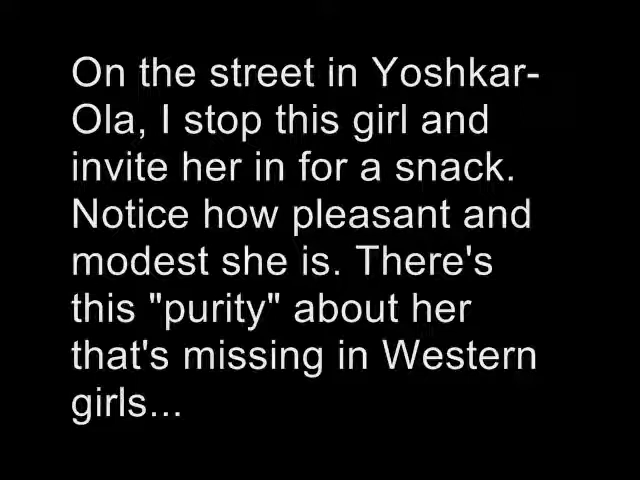 On the street in Yoshkar-
Ola, I stop this girl and
invite her in for a snack.
Notice how pleasant and
modest she is. There's
this "purity" about her
that's missing in Western
girls...